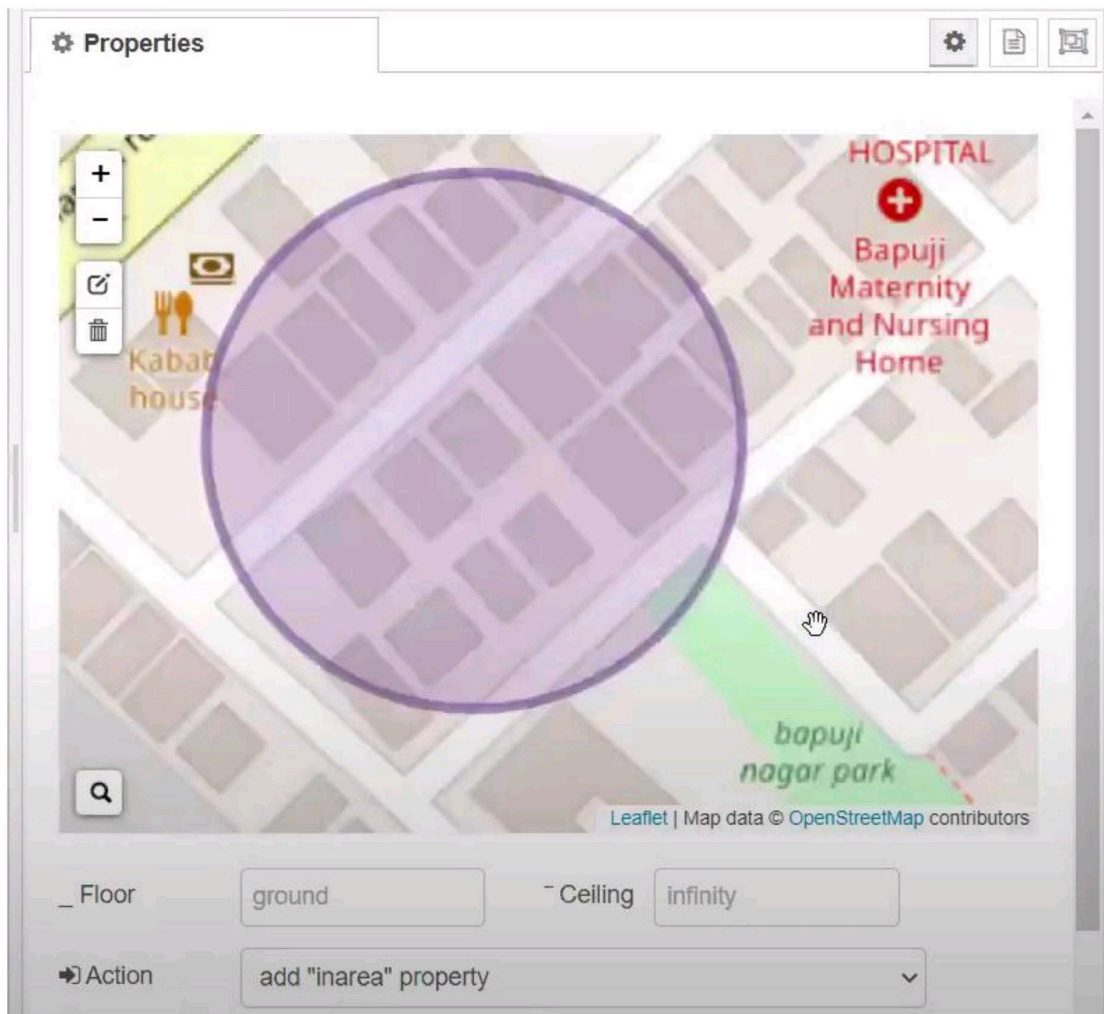 Properties
+
−
HOSPITAL
Bapuji
Maternity
and Nursing
Home
Kabab
house
bapuji
nagar park
Leaflet | Map data © OpenStreetMap contributors
_ Floor ground ‾ Ceiling infinity
Action add "inarea" property